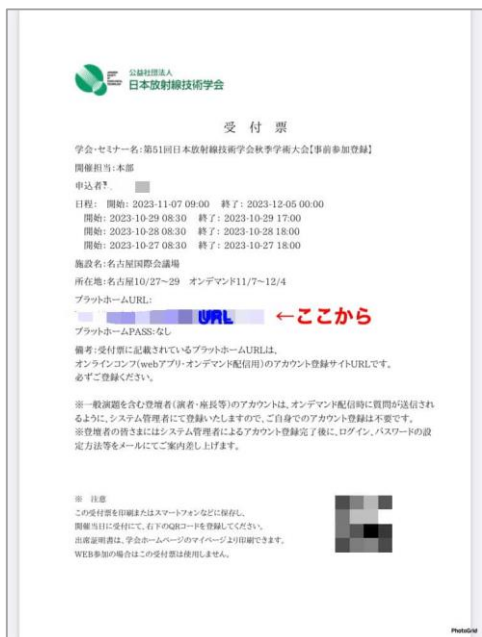 公益社団法人
日本放射線技術学会
受 付 票
学会・セミナー名：第51回日本放射線技術学会秋季学術大会【事前参加登録】
開催担当：本部
申込者
日程： 開始：2023-11-07 09:00 終了：2023-12-05 00:00
開始：2023-10-29 08:30 終了：2023-10-29 17:00
開始：2023-10-28 08:30 終了：2023-10-28 18:00
開始：2023-10-27 08:30 終了：2023-10-27 18:00
施設名：名古屋国際会議場
所在地：名古屋10/27～29 オンデマンド11/7～12/4
プラットホームURL：
URL ←ここから
プラットホームPASS：なし
備考：受付票に記載されているプラットホームURLは、
オンラインコンフ(webアプリ・オンデマンド配信用)のアカウント登録サイトURLです。
必ずご登録ください。
※一般演題を含む登壇者(演者・座長等)のアカウントは、オンデマンド配信時に質問が送信され
るように、システム管理者にて登録いたしますので、ご自身でのアカウント登録は不要です。
※登壇者の皆さまにはシステム管理者によるアカウント登録完了後に、ログイン、パスワードの設
定方法等をメールにてご案内差し上げます。
※ 注意
この受付票を印刷またはスマートフォンなどに保存し、
開催当日に受付にて、右下のQRコードを登録してください。
出席証明書は、学会ホームページのマイページより印刷できます。
WEB参加の場合はこの受付票は使用しません。
PhotoGrid